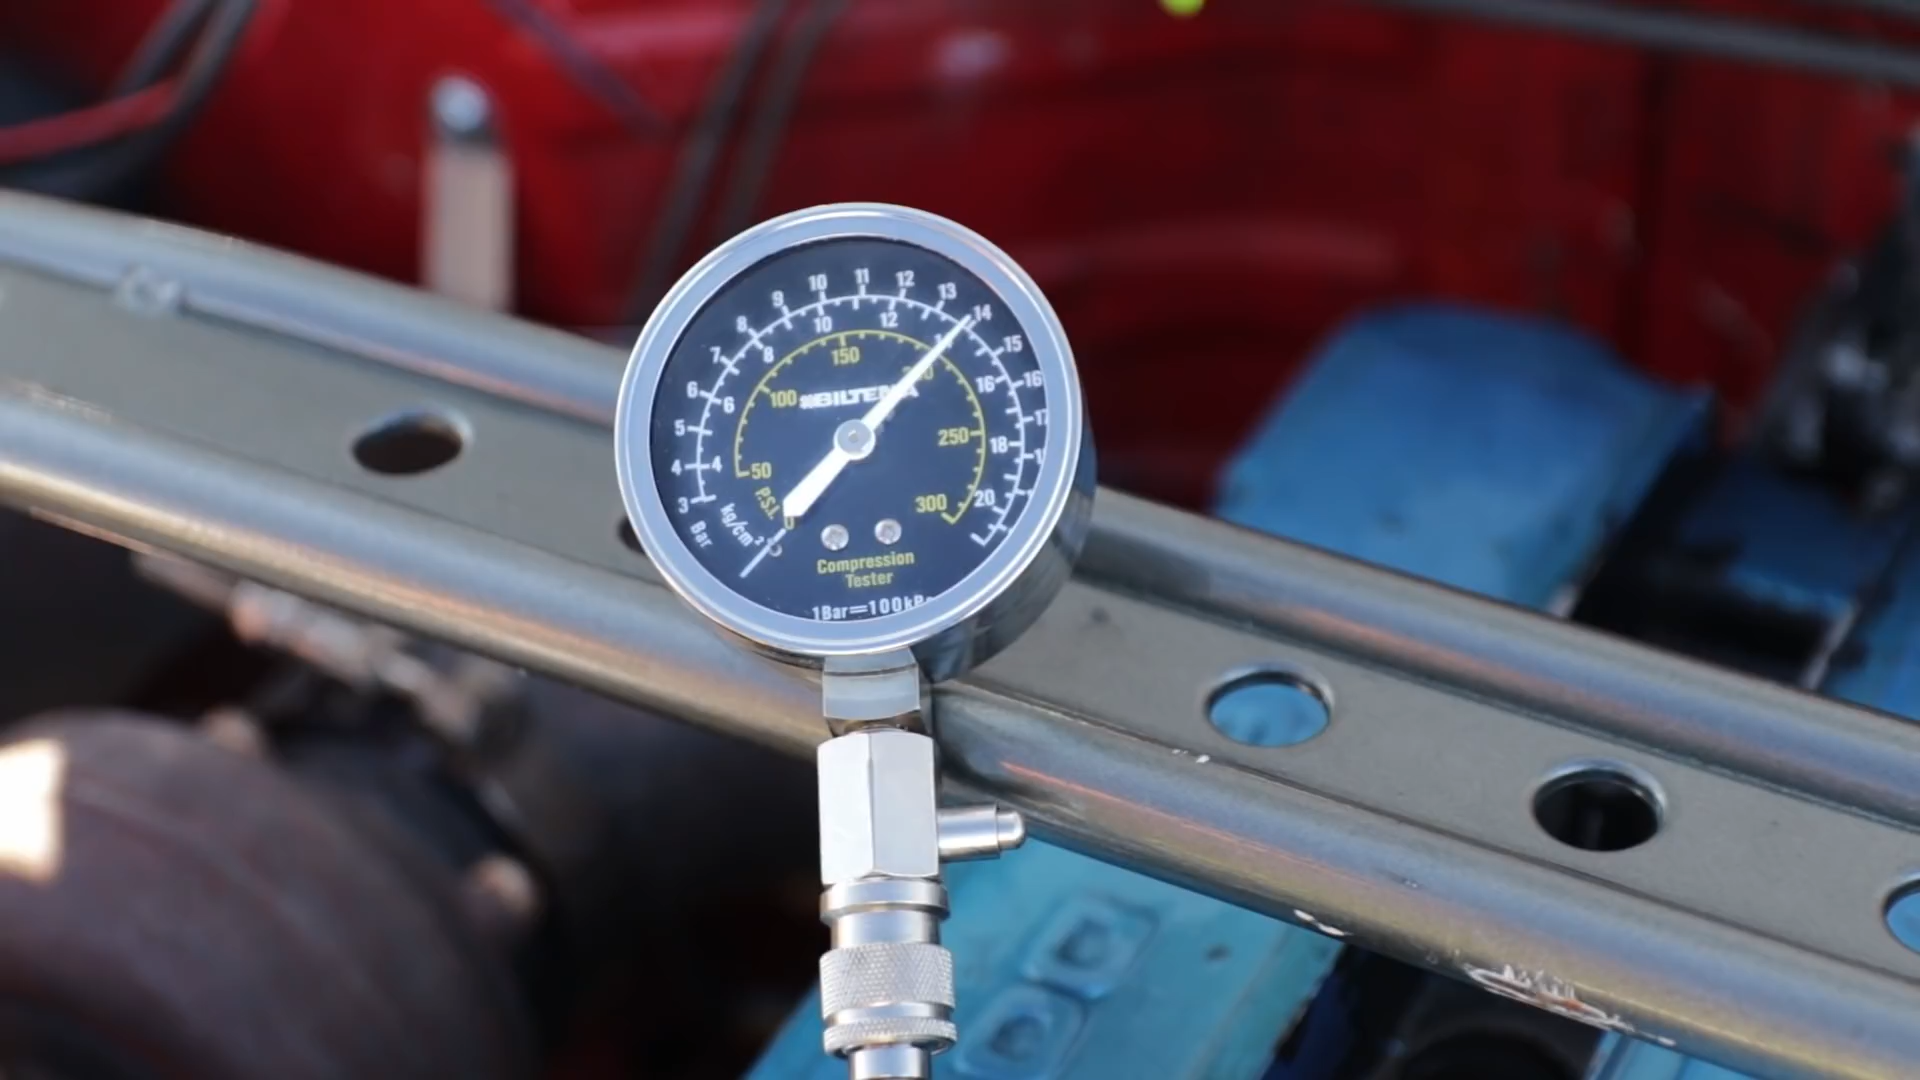 3 4 5 6 7 8 9 10 11 12 13 14 15 16 17
4 6 8 10 12 16 18 20
50 100 150 250 300
BILTEMA
Bar
kg/cm²
P.S.I.
0
Compression
Tester
1Bar=100kPa